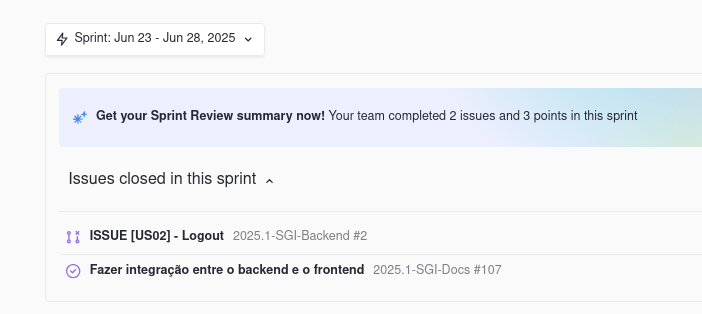 Sprint: Jun 23 - Jun 28, 2025
Get your Sprint Review summary now! Your team completed 2 issues and 3 points in this sprint
Issues closed in this sprint
ISSUE [US02] - Logout 2025.1-SGI-Backend #2
Fazer integração entre o backend e o frontend 2025.1-SGI-Docs #107